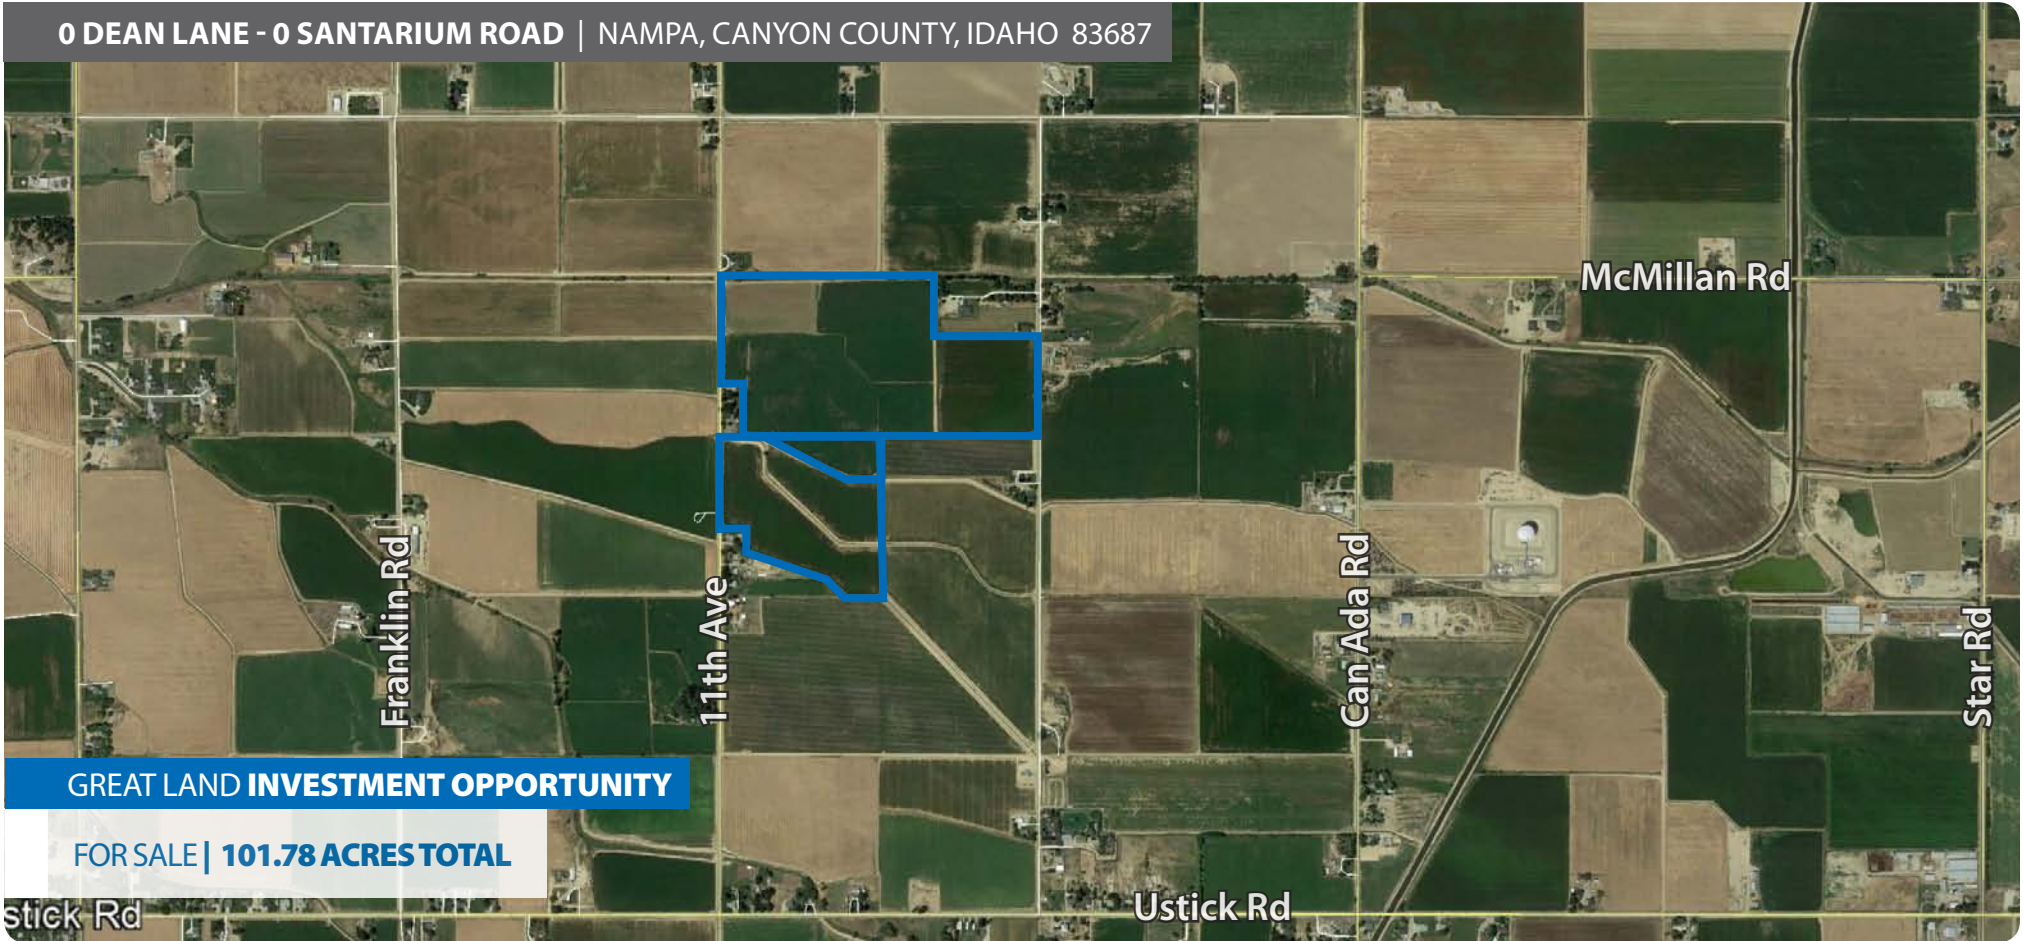 0 DEAN LANE - 0 SANTARIUM ROAD | NAMPA, CANYON COUNTY, IDAHO 83687
McMillan Rd
Franklin Rd
11th Ave
Can Ada Rd
Star Rd
GREAT LAND INVESTMENT OPPORTUNITY
FOR SALE | 101.78 ACRES TOTAL
stick Rd
Ustick Rd